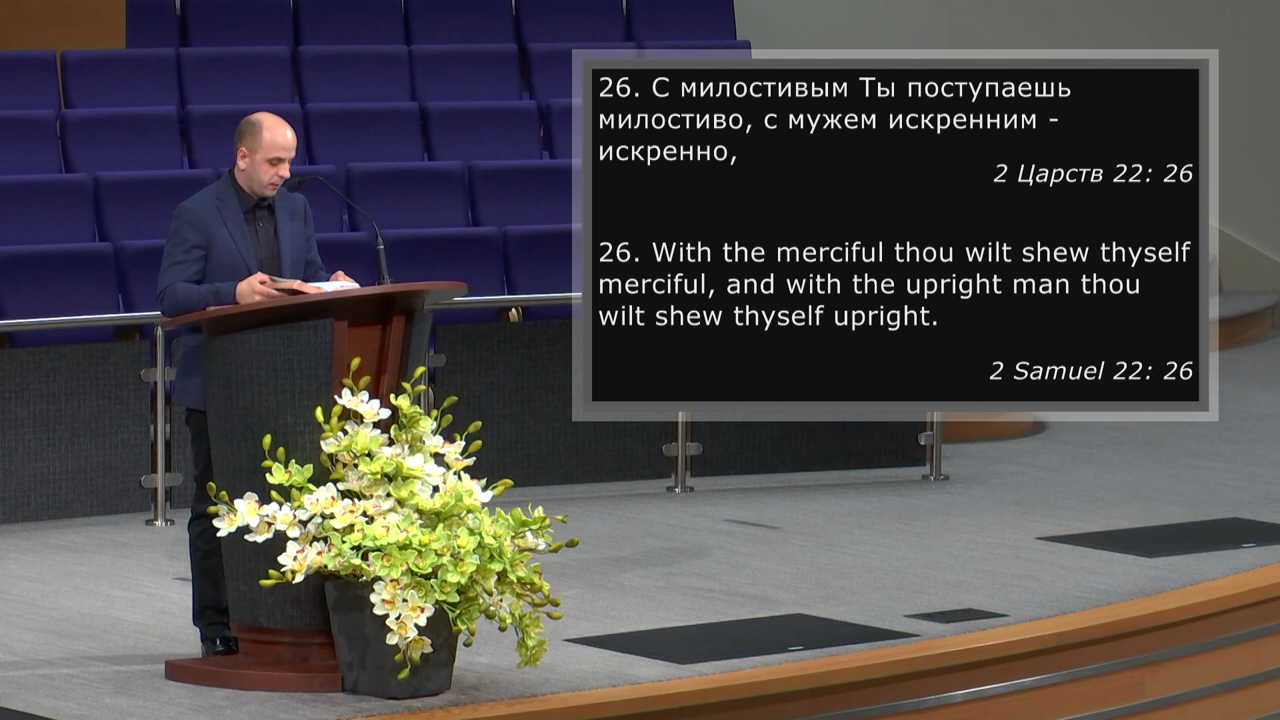 26. С милостивым Ты поступаешь
милостиво, с мужем искренним -
искренно,
2 Царств 22: 26
26. With the merciful thou wilt shew thyself
merciful, and with the upright man thou
wilt shew thyself upright.
2 Samuel 22: 26